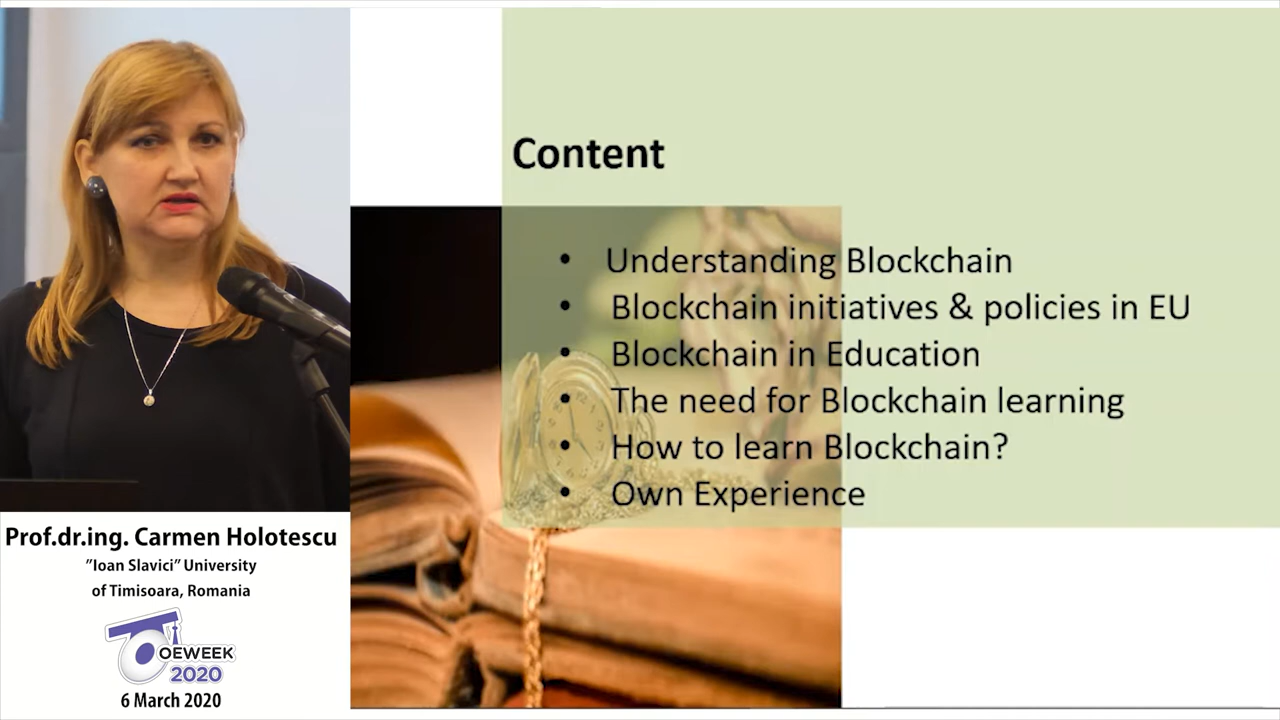 Content
• Understanding Blockchain
• Blockchain initiatives & policies in EU
• Blockchain in Education
• The need for Blockchain learning
• How to learn Blockchain?
• Own Experience
Prof.dr.ing. Carmen Holotescu
”Ioan Slavici” University
of Timisoara, Romania
OEWEEK
2020
6 March 2020